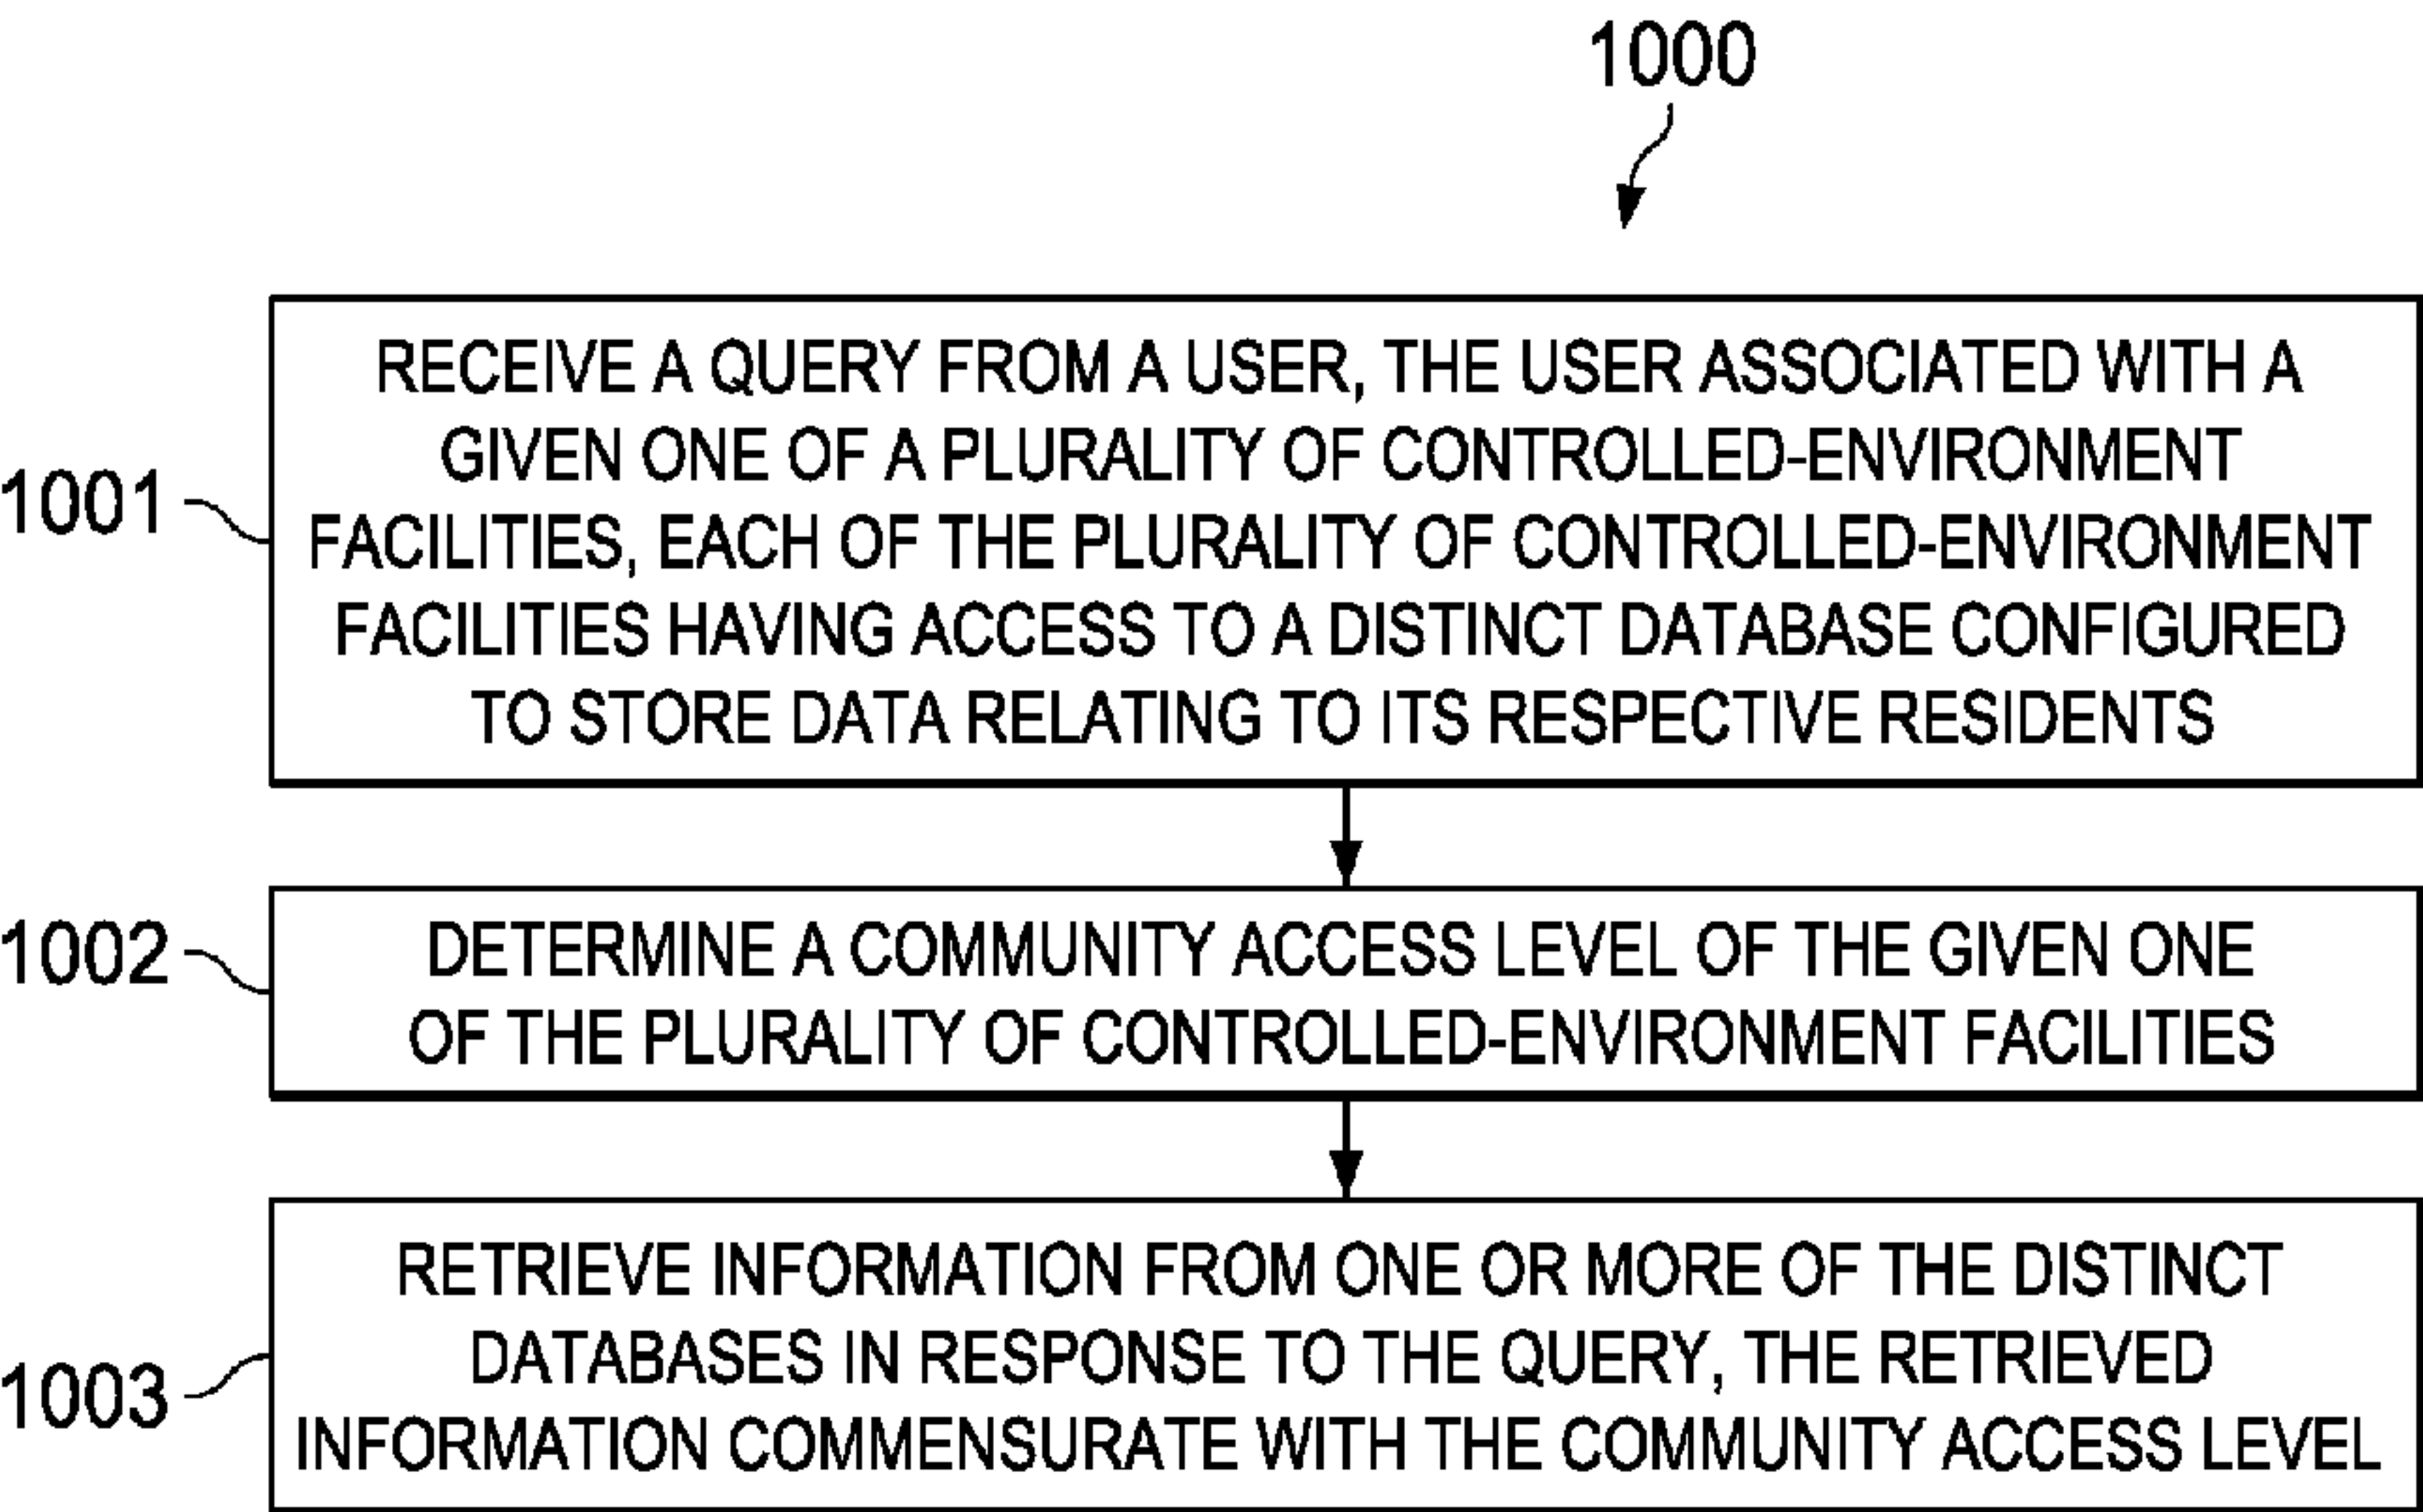 1000
1001
RECEIVE A QUERY FROM A USER, THE USER ASSOCIATED WITH A
GIVEN ONE OF A PLURALITY OF CONTROLLED-ENVIRONMENT
FACILITIES, EACH OF THE PLURALITY OF CONTROLLED-ENVIRONMENT
FACILITIES HAVING ACCESS TO A DISTINCT DATABASE CONFIGURED
TO STORE DATA RELATING TO ITS RESPECTIVE RESIDENTS
1002
DETERMINE A COMMUNITY ACCESS LEVEL OF THE GIVEN ONE
OF THE PLURALITY OF CONTROLLED-ENVIRONMENT FACILITIES
1003
RETRIEVE INFORMATION FROM ONE OR MORE OF THE DISTINCT
DATABASES IN RESPONSE TO THE QUERY, THE RETRIEVED
INFORMATION COMMENSURATE WITH THE COMMUNITY ACCESS LEVEL